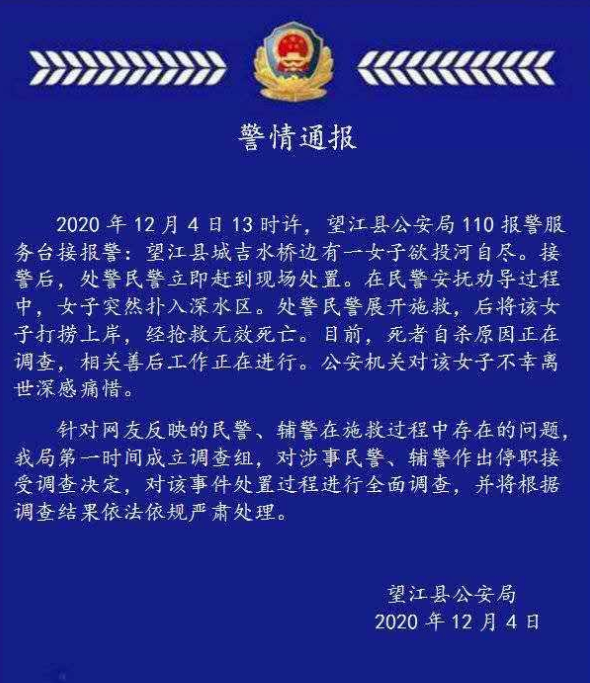 警情通报
2020 年 12 月 4 日 13 时许，望江县公安局 110 报警服
务台接报警：望江县城吉水桥边有一女子欲投河自尽。接
警后，处警民警立即赶到现场处置。在民警安抚劝导过程
中，女子突然扑入深水区。处警民警展开施救，后将该女
子打捞上岸，经抢救无效死亡。目前，死者自杀原因正在
调查，相关善后工作正在进行。公安机关对该女子不幸离
世深感痛惜。
针对网友反映的民警、辅警在施救过程中存在的问题，
我局第一时间成立调查组，对涉事民警、辅警作出停职接
受调查决定，对该事件处置过程进行全面调查，并将根据
调查结果依法依规严肃处理。
望江县公安局
2020 年 12 月 4 日